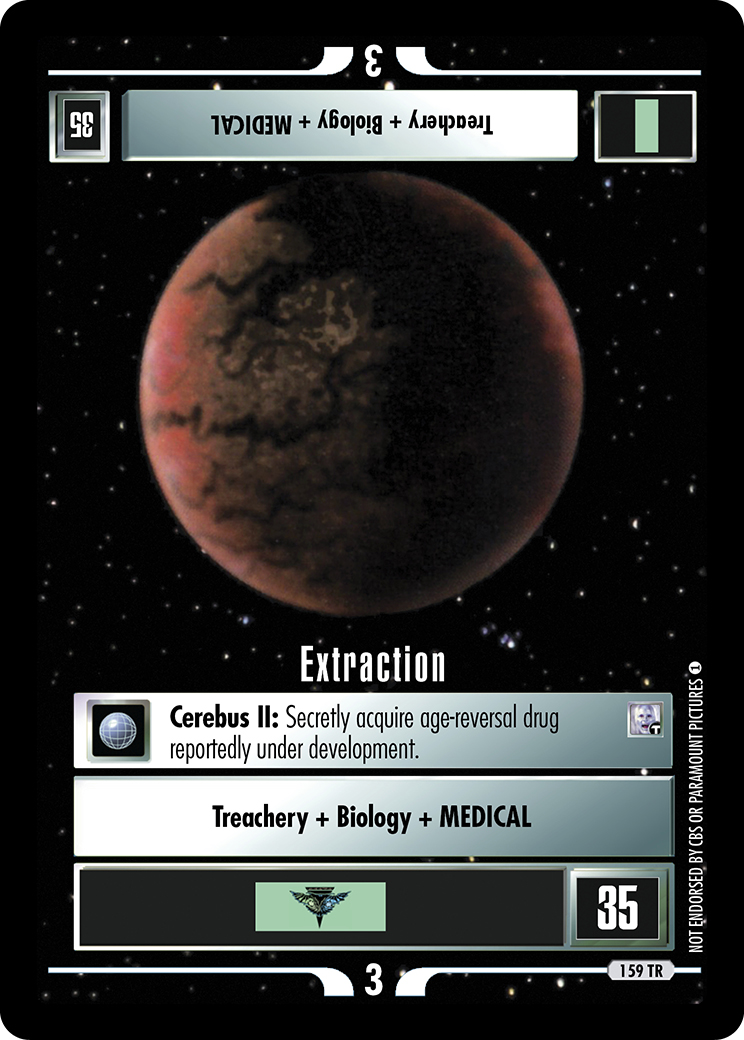 3
35
Treachery + Biology + MEDICAL
Extraction
Cerebus II: Secretly acquire age-reversal drug
reportedly under development.
T
Treachery + Biology + MEDICAL
35
159 TR
3
NOT ENDORSED BY CBS OR PARAMOUNT PICTURES 1